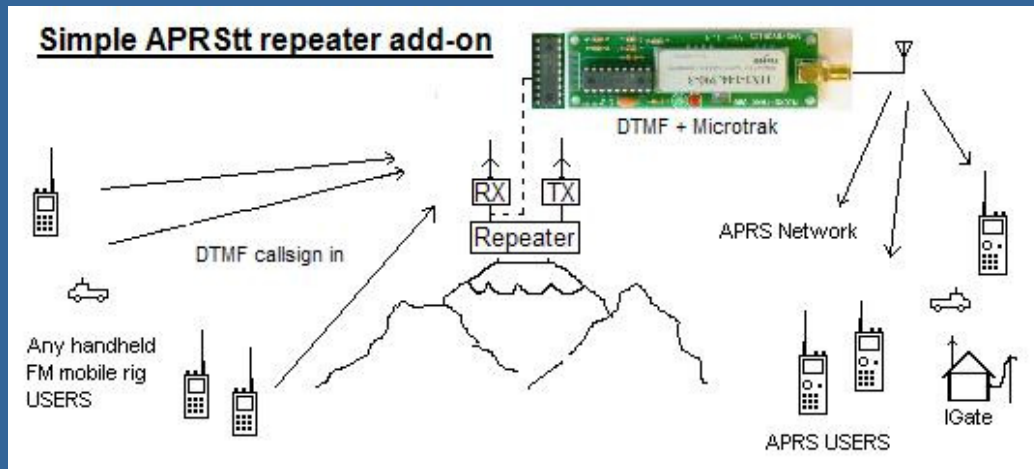 Simple APRStt repeater add-on
DTMF + Microtrak
RX
TX
Repeater
DTMF callsign in
APRS Network
Any handheld
FM mobile rig
USERS
APRS USERS
IGate